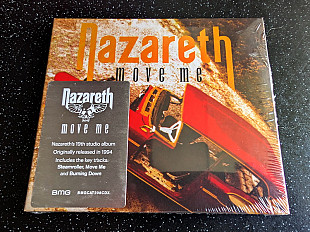 Nazareth
move me
Nazareth
move me
Nazareth's 19th studio album
Originally released in 1994
Includes the key tracks:
Steamroller, Move Me
and Burning Down
BMG